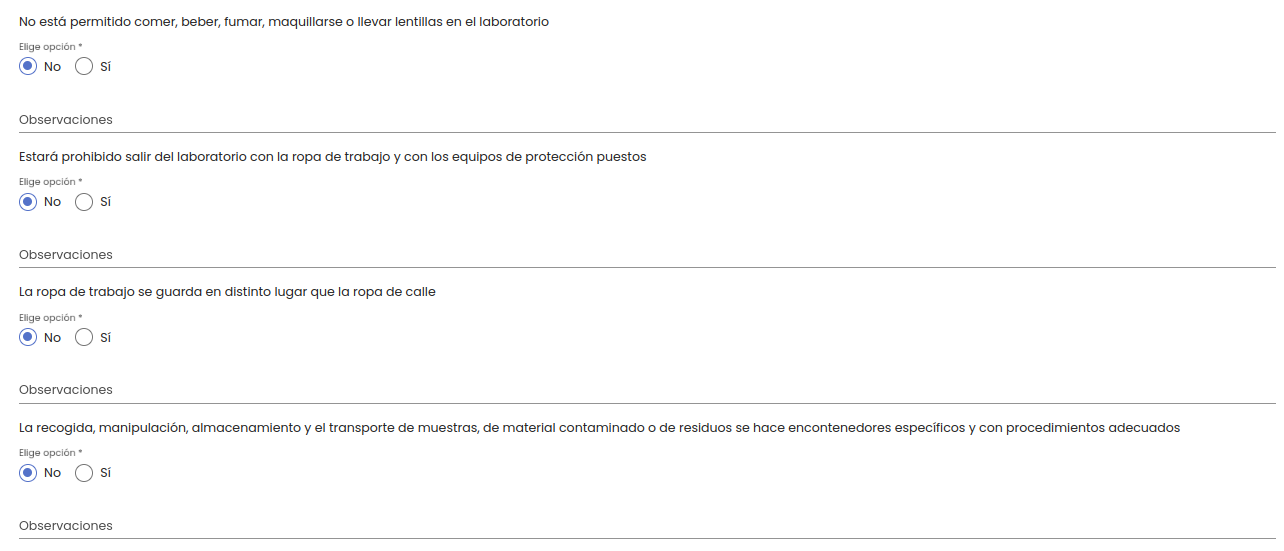 No está permitido comer, beber, fumar, maquillarse o llevar lentillas en el laboratorio
Elige opción *
No Sí
Observaciones
Estará prohibido salir del laboratorio con la ropa de trabajo y con los equipos de protección puestos
Elige opción *
No Sí
Observaciones
La ropa de trabajo se guarda en distinto lugar que la ropa de calle
Elige opción *
No Sí
Observaciones
La recogida, manipulación, almacenamiento y el transporte de muestras, de material contaminado o de residuos se hace encontenedores específicos y con procedimientos adecuados
Elige opción *
No Sí
Observaciones